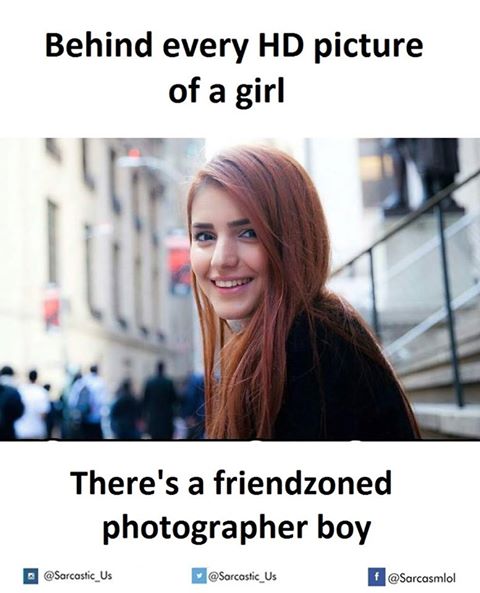 Behind every HD picture
of a girl
There's a friendzoned
photographer boy
@Sarcastic_Us @Sarcastic_Us @Sarcasmlol